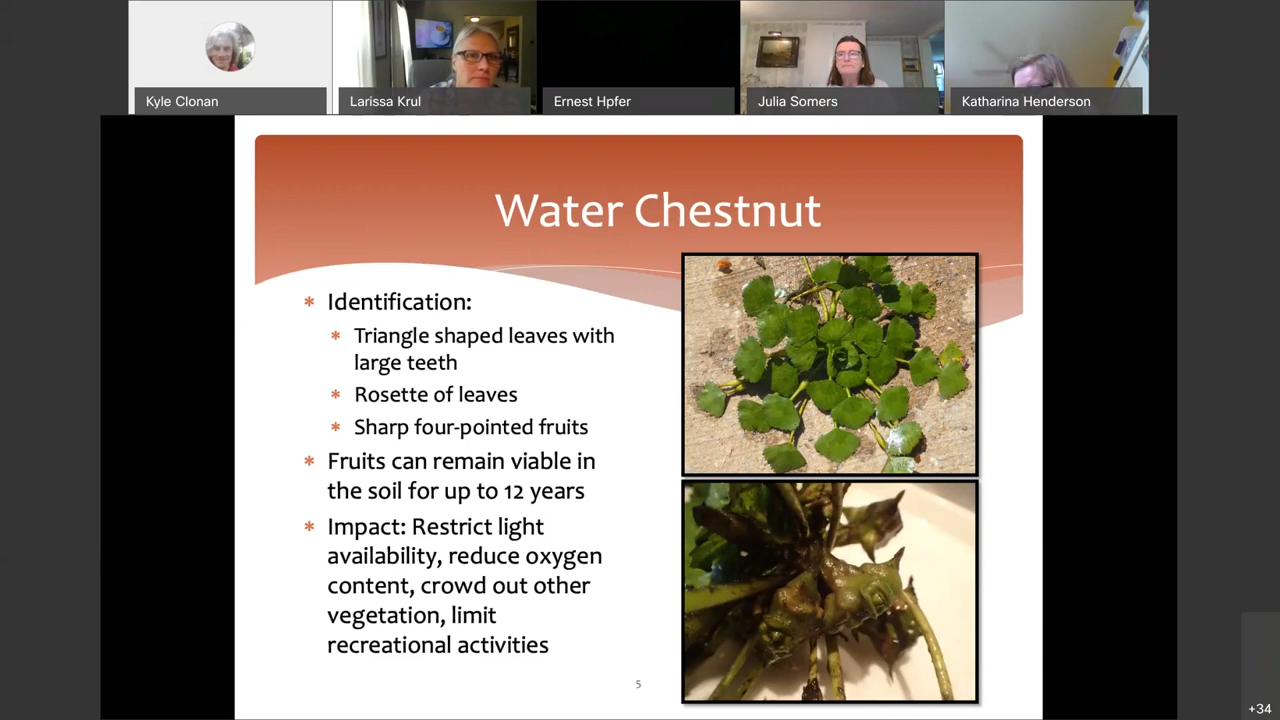 Kyle Clonan
Larissa Krul
Ernest Hpfer
Julia Somers
Katharina Henderson
Water Chestnut
* Identification:
* Triangle shaped leaves with
large teeth
* Rosette of leaves
* Sharp four-pointed fruits
* Fruits can remain viable in
the soil for up to 12 years
* Impact: Restrict light
availability, reduce oxygen
content, crowd out other
vegetation, limit
recreational activities
5
+34